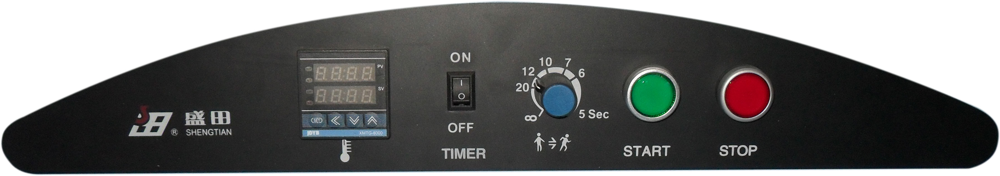 盛田
® SHENGTIAN
PV
SV
SET
JDYB XMTG-8000
ON
I
O
OFF
TIMER
10 7
12 6
20
∞ 5 Sec
START
STOP